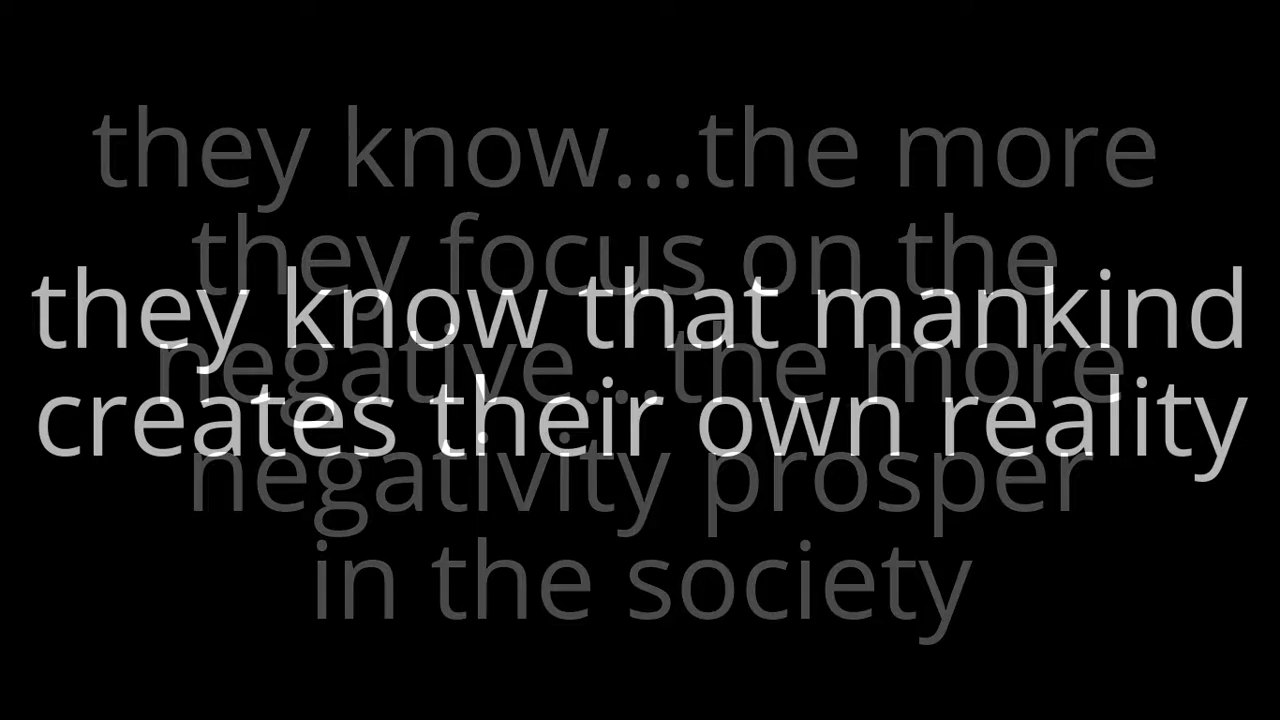 they know...the more
they focus on the
they know that mankind
negative...the more
creates their own reality
negativity prosper
in the society